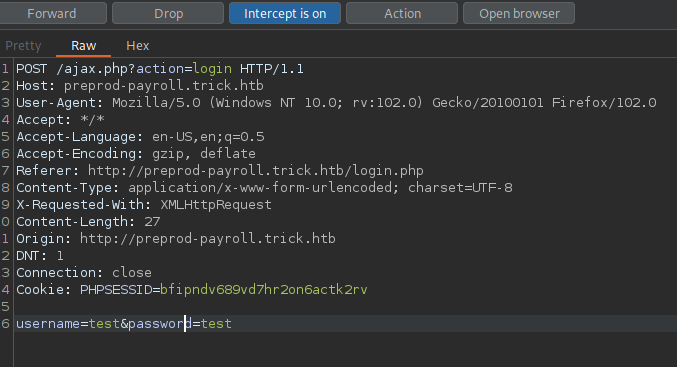 Forward Drop Intercept is on Action Open browser
Pretty Raw Hex
1 POST /ajax.php?action=login HTTP/1.1
2 Host: preprod-payroll.trick.htb
3 User-Agent: Mozilla/5.0 (Windows NT 10.0; rv:102.0) Gecko/20100101 Firefox/102.0
4 Accept: */*
5 Accept-Language: en-US,en;q=0.5
6 Accept-Encoding: gzip, deflate
7 Referer: http://preprod-payroll.trick.htb/login.php
8 Content-Type: application/x-www-form-urlencoded; charset=UTF-8
9 X-Requested-With: XMLHttpRequest
0 Content-Length: 27
1 Origin: http://preprod-payroll.trick.htb
2 DNT: 1
3 Connection: close
4 Cookie: PHPSESSID=bfipndv689vd7hr2on6actk2rv
5
6 username=test&password=test